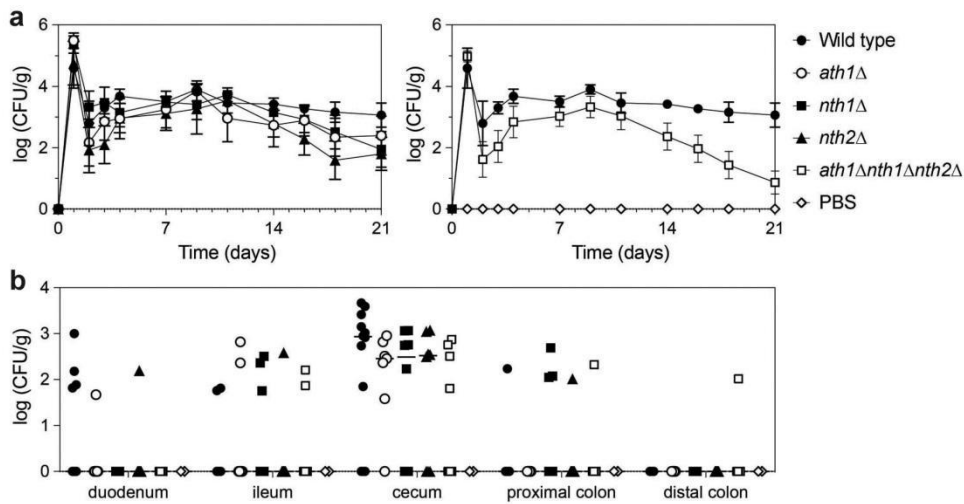 a
6
4
2
0
log (CFU/g)
0 7 14 21
Time (days)
6
4
2
0
log (CFU/g)
0 7 14 21
Time (days)
Wild type
ath1Δ
nth1Δ
nth2Δ
ath1Δnth1Δnth2Δ
PBS
b
4
3
2
1
0
log (CFU/g)
duodenum ileum cecum proximal colon distal colon